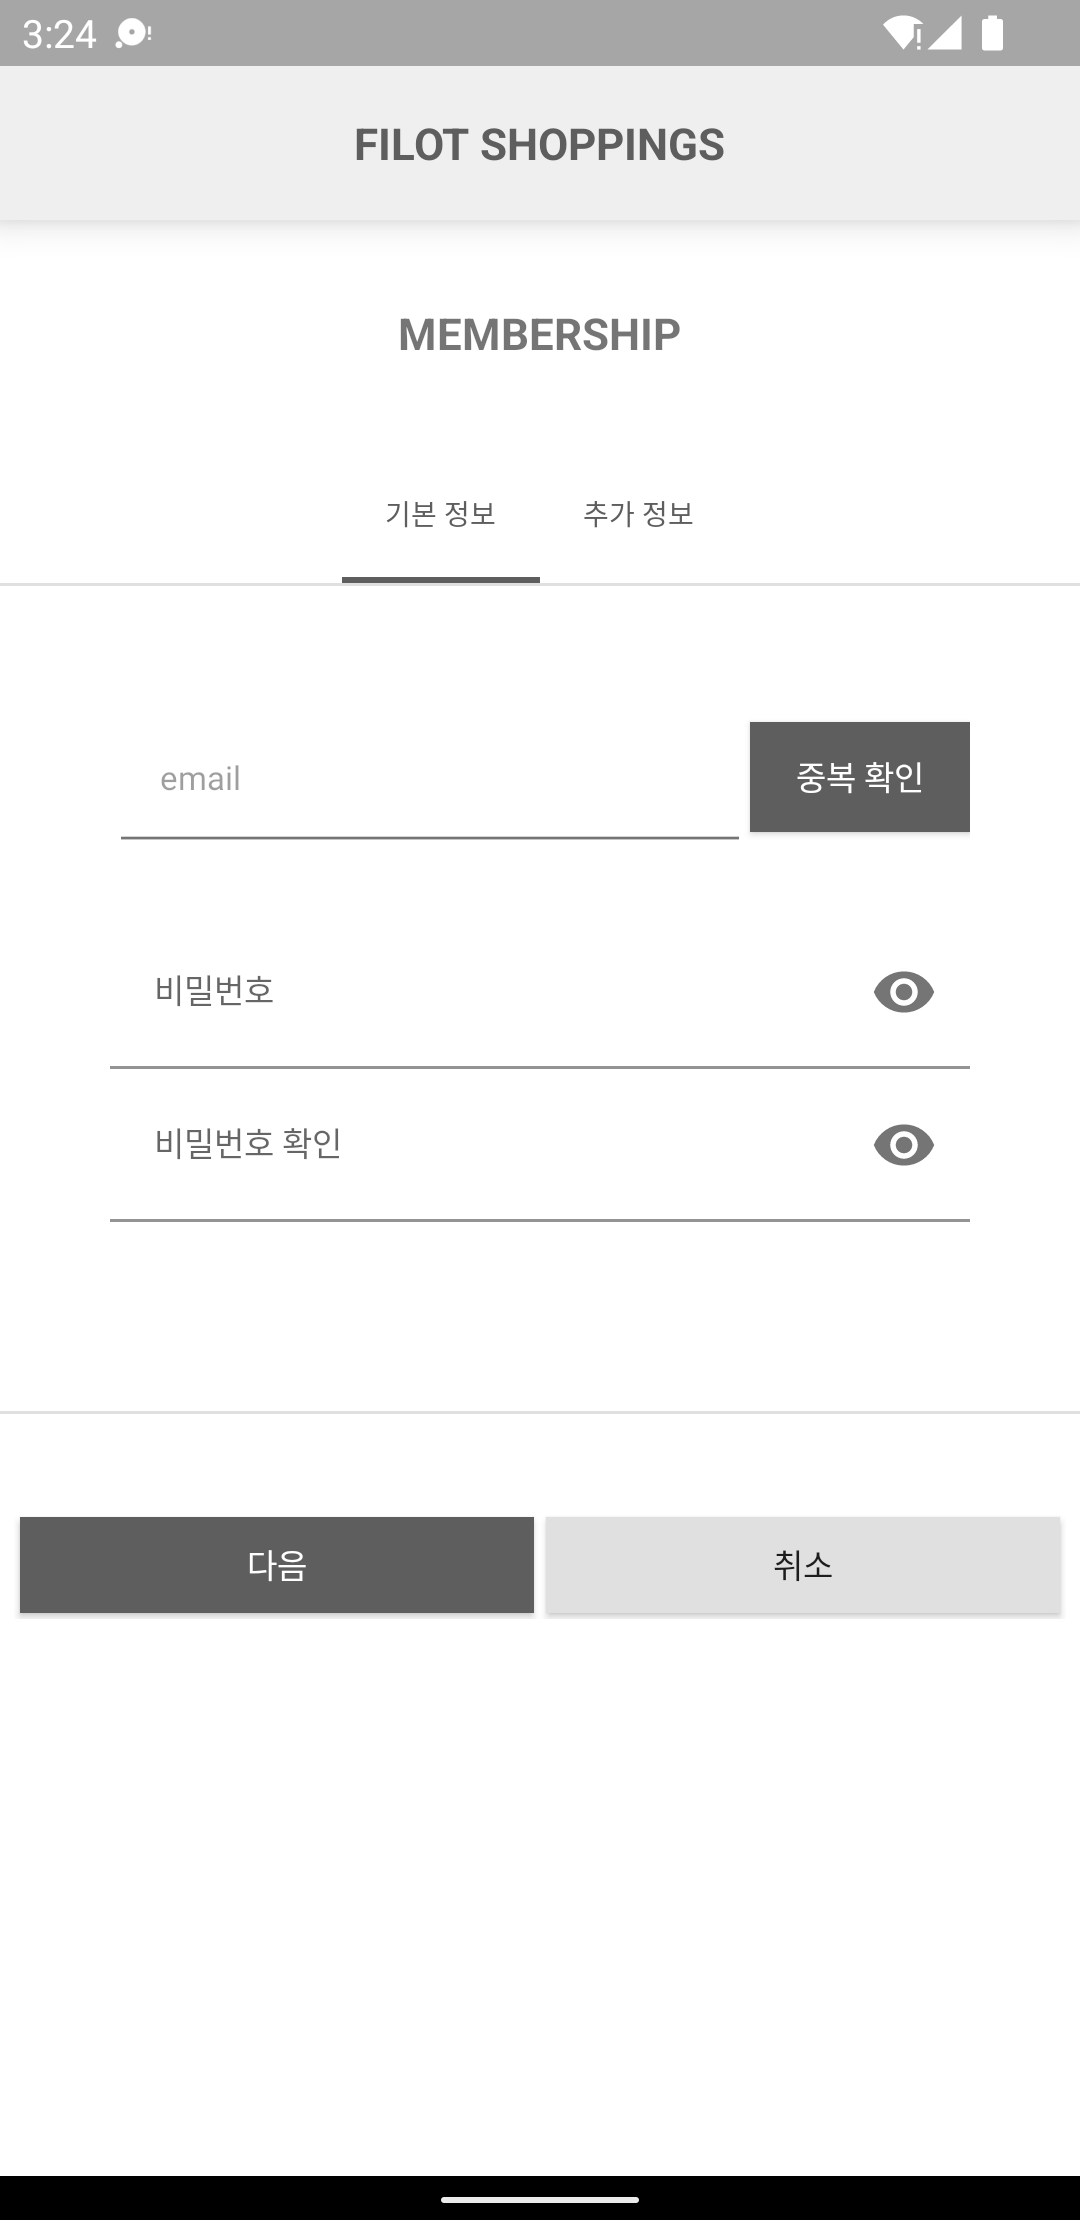 3:24
FILOT SHOPPINGS
MEMBERSHIP
기본 정보 추가 정보
email 중복 확인
비밀번호
비밀번호 확인
다음 취소